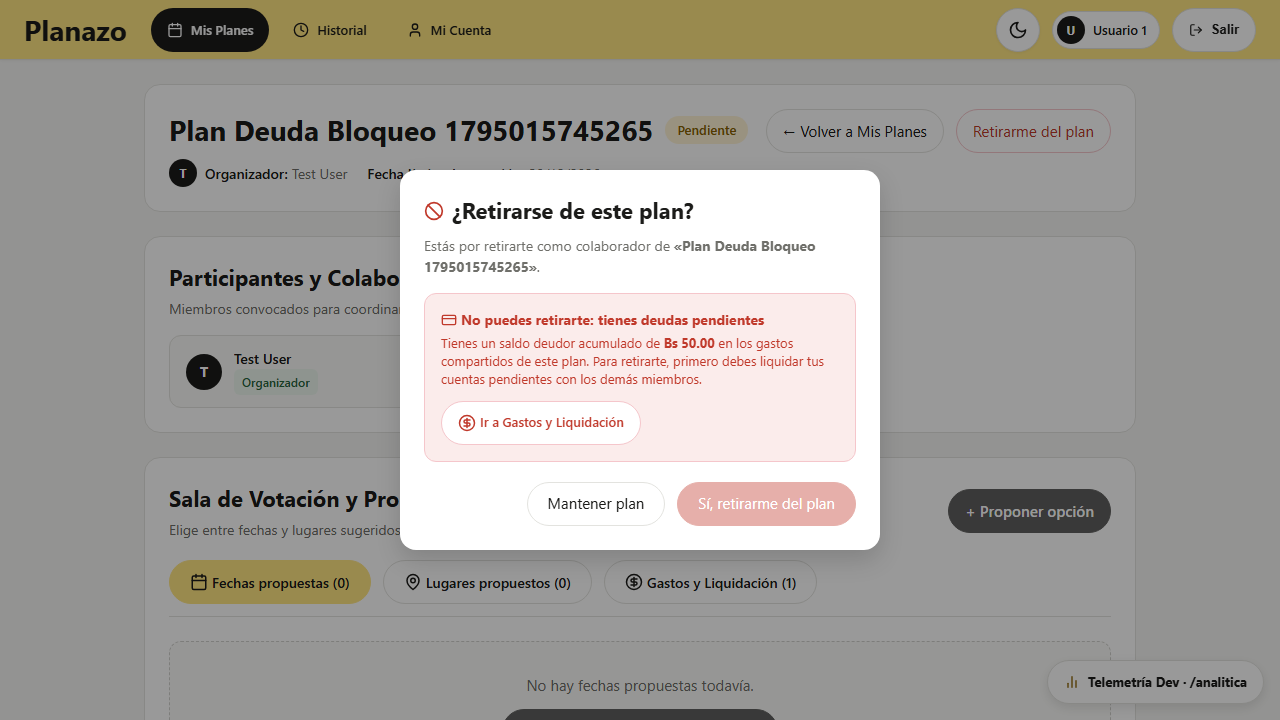 Planazo
Mis Planes
Historial
Mi Cuenta
U
Usuario 1
Salir
Plan Deuda Bloqueo 1795015745265
Pendiente
← Volver a Mis Planes
Retirarme del plan
T
Organizador: Test User
Fecha
¿Retirarse de este plan?
Estás por retirarte como colaborador de «Plan Deuda Bloqueo
1795015745265».
No puedes retirarte: tienes deudas pendientes
Tienes un saldo deudor acumulado de Bs 50.00 en los gastos
compartidos de este plan. Para retirarte, primero debes liquidar tus
cuentas pendientes con los demás miembros.
Ir a Gastos y Liquidación
Mantener plan
Sí, retirarme del plan
Participantes y Colabo
Miembros convocados para coordinar
T
Test User
Organizador
Sala de Votación y Pro
Elige entre fechas y lugares sugeridos
+ Proponer opción
Fechas propuestas (0)
Lugares propuestos (0)
Gastos y Liquidación (1)
No hay fechas propuestas todavía.
Telemetría Dev · /analitica